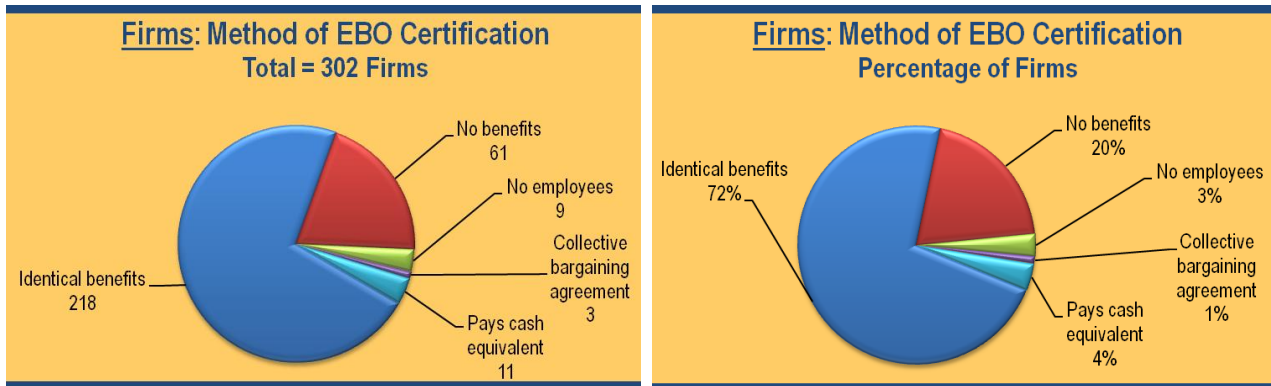 Firms: Method of EBO Certification
Total = 302 Firms
No benefits
61
No employees
9
Collective
bargaining
agreement
3
Identical benefits
218
Pays cash
equivalent
11
Firms: Method of EBO Certification
Percentage of Firms
No benefits
20%
Identical benefits
72%
No employees
3%
Collective
bargaining
agreement
1%
Pays cash
equivalent
4%